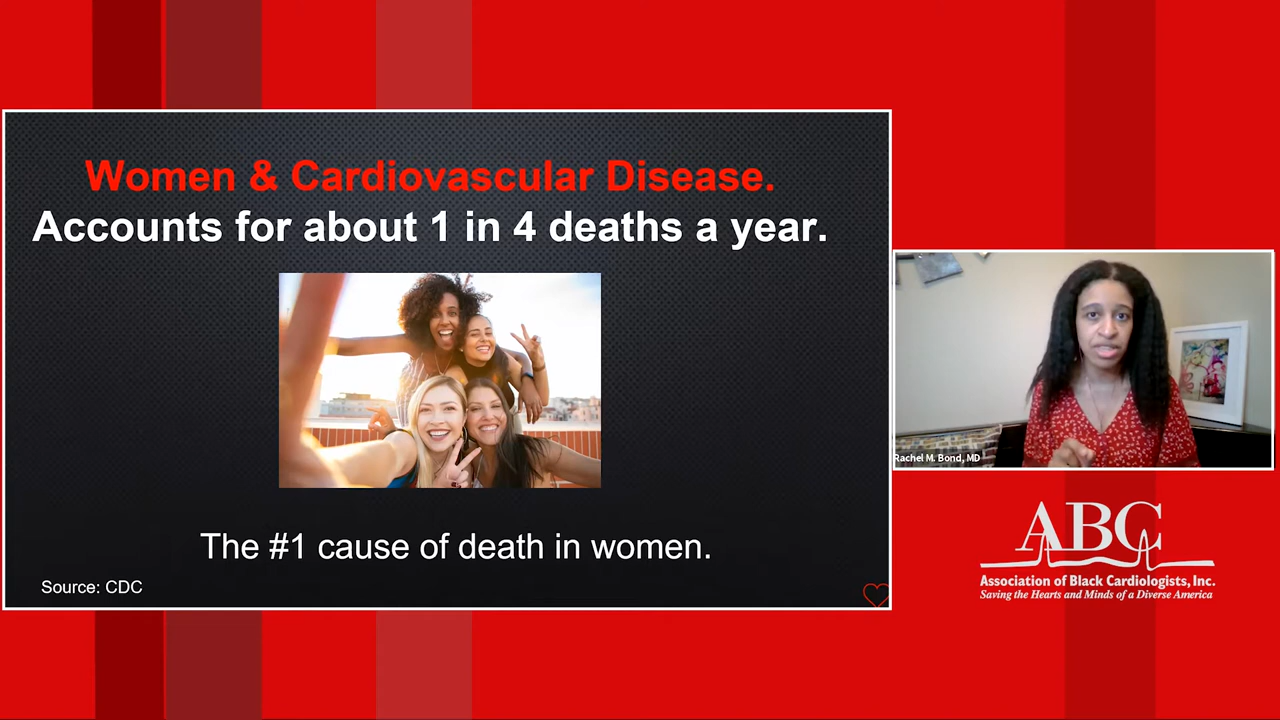 Women & Cardiovascular Disease.
Accounts for about 1 in 4 deaths a year.
The #1 cause of death in women.
Source: CDC
Rachel M. Bond, MD
ABC
Association of Black Cardiologists, Inc.
Saving the Hearts and Minds of a Diverse America